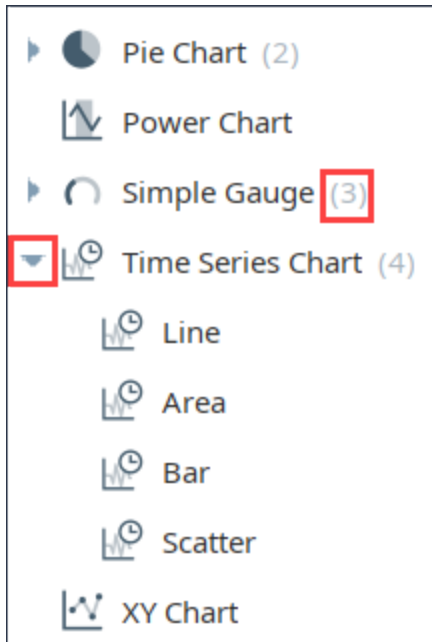 Pie Chart (2)
Power Chart
Simple Gauge (3)
Time Series Chart (4)
Line
Area
Bar
Scatter
XY Chart